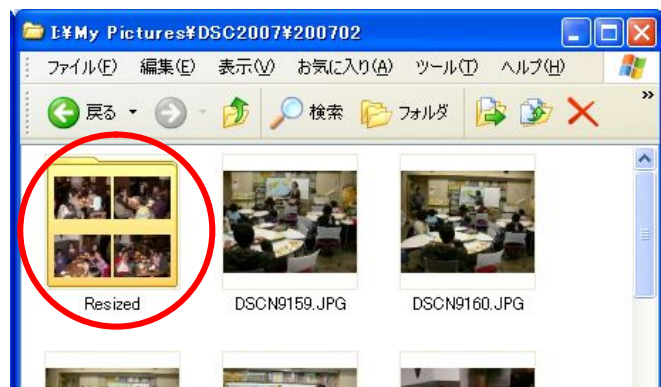 I:¥My Pictures¥DSC2007¥200702
ファイル(F) 編集(E) 表示(V) お気に入り(A) ツール(T) ヘルプ(H)
戻る 検索 フォルダ »
Resized DSCN9159.JPG DSCN9160.JPG